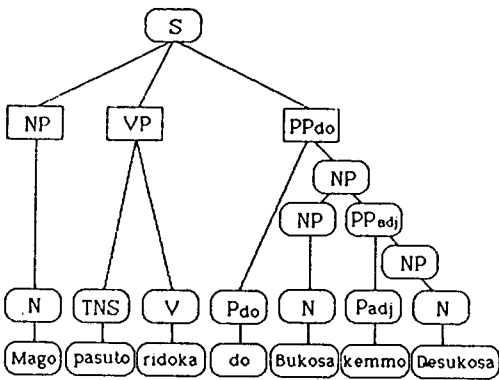 S
NP VP PPdo
NP
NP PPadj
NP
N TNS V Pdo N Padj N
Mago pasuto ridoka do Bukosa kemmo Desukosa